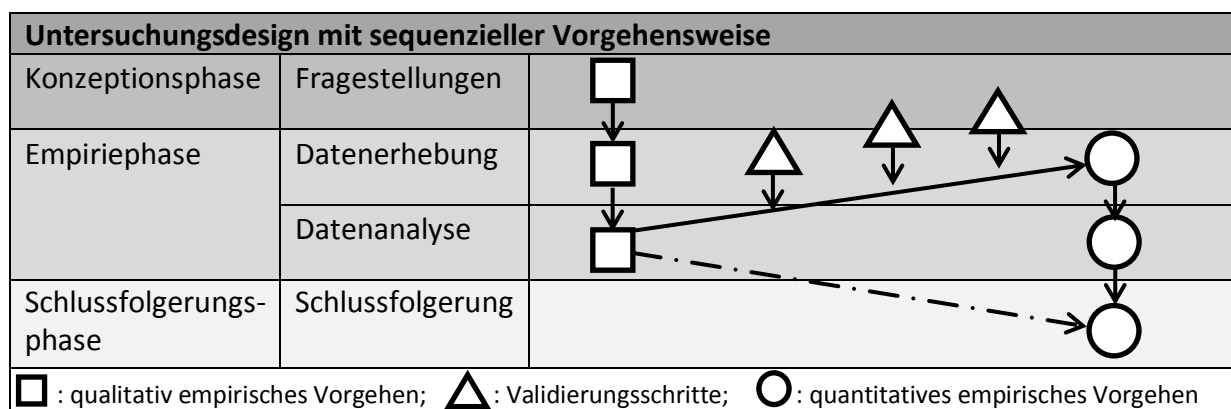 Untersuchungsdesign mit sequenzieller Vorgehensweise
Konzeptionsphase Fragestellungen
Empiriephase Datenerhebung
Datenanalyse
Schlussfolgerungs- Schlussfolgerung
phase
: qualitativ empirisches Vorgehen; : Validierungsschritte; : quantitatives empirisches Vorgehen